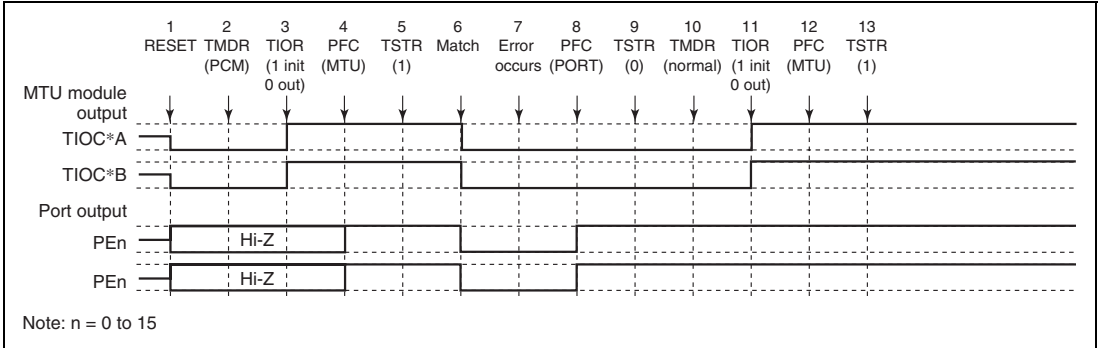 1 2 3 4 5 6 7 8 9 10 11 12 13
RESET TMDR TIOR PFC TSTR Match Error PFC TSTR TMDR TIOR PFC TSTR
(PCM) (1 init (MTU) (1) occurs (PORT) (0) (normal) (1 init (MTU) (1)
0 out) 0 out)
MTU module
output
TIOC*A
TIOC*B
Port output
PEn Hi-Z
PEn Hi-Z
Note: n = 0 to 15